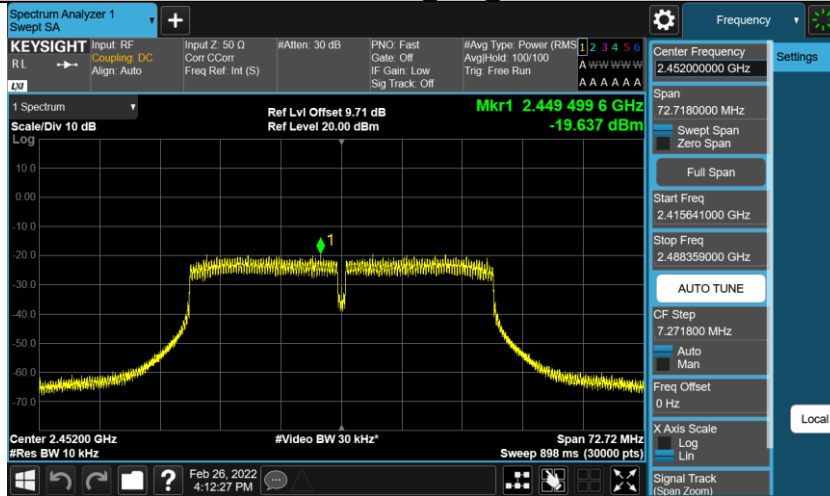 Spectrum Analyzer 1
Swept SA
+
Frequency
KEYSIGHT
RL
LXI
Input: RF
Coupling: DC
Align: Auto
Input Z: 50 Ω
Corr CCorr
Freq Ref: Int (S)
#Atten: 30 dB
PNO: Fast
Gate: Off
IF Gain: Low
Sig Track: Off
#Avg Type: Power (RMS
Avg|Hold: 100/100
Trig: Free Run
1 2 3 4 5 6
A W W W W W
A A A A A A
1 Spectrum
Scale/Div 10 dB
Log
Ref Lvl Offset 9.71 dB
Ref Level 20.00 dBm
Mkr1 2.449 499 6 GHz
-19.637 dBm
10.0
0.00
-10.0
1
-20.0
-30.0
-40.0
-50.0
-60.0
-70.0
Center 2.45200 GHz
#Res BW 10 kHz
#Video BW 30 kHz*
Span 72.72 MHz
Sweep 898 ms (30000 pts)
Feb 26, 2022
4:12:27 PM
?
Center Frequency
2.452000000 GHz
Span
72.7180000 MHz
Swept Span
Zero Span
Full Span
Start Freq
2.415641000 GHz
Stop Freq
2.488359000 GHz
AUTO TUNE
CF Step
7.271800 MHz
Auto
Man
Freq Offset
0 Hz
X Axis Scale
Log
Lin
Signal Track
(Span Zoom)
Settings
Local